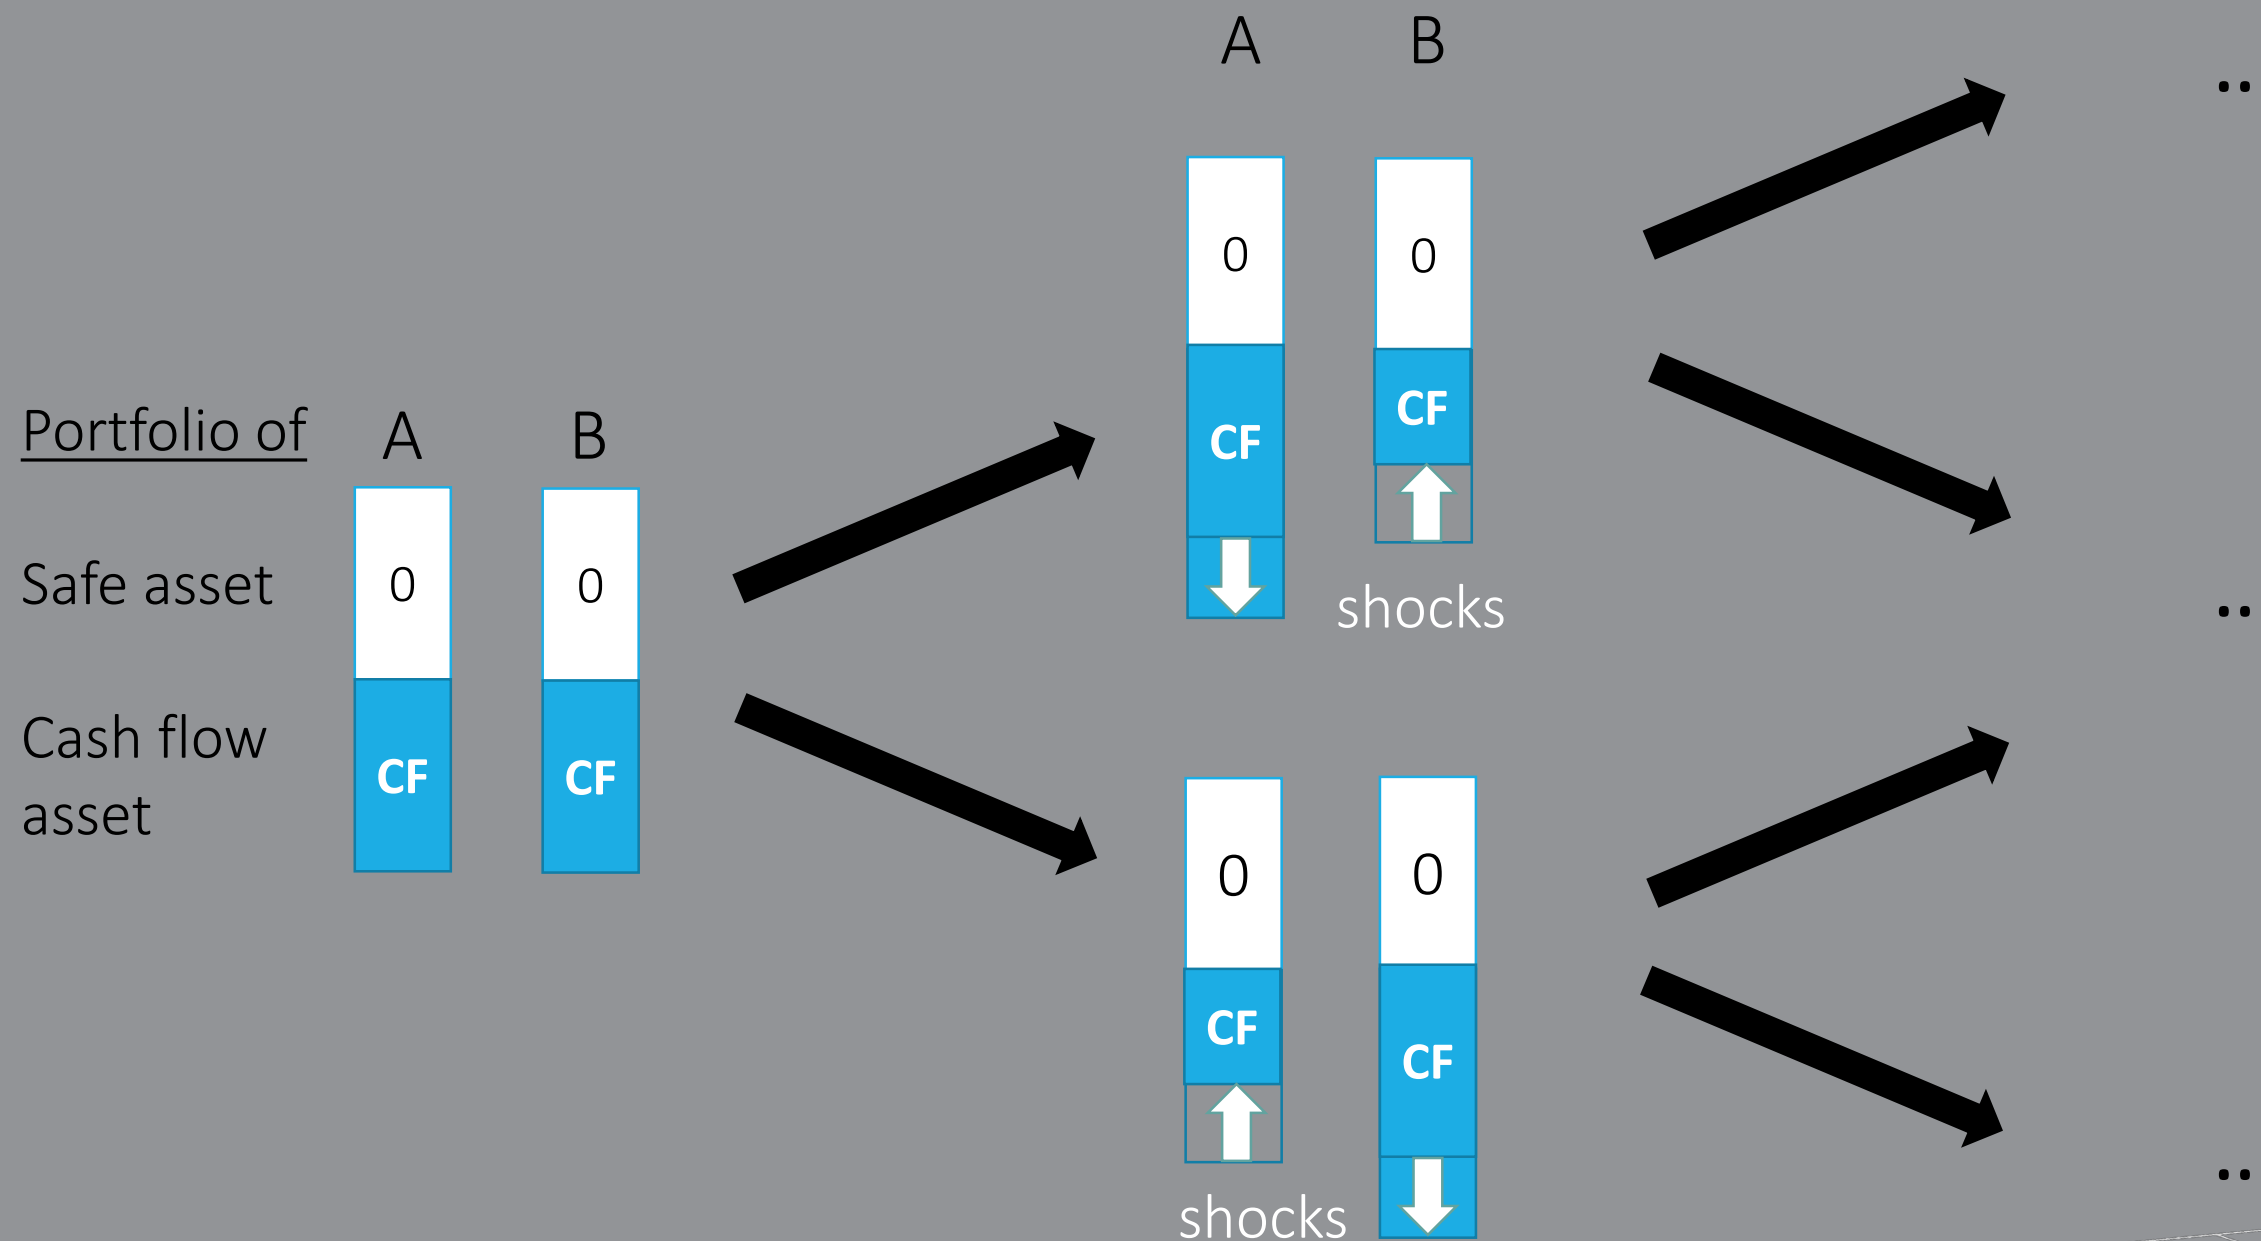 A B
..
0 0
CF CF
Portfolio of A B
shocks
Safe asset 0 0
..
Cash flow
asset
CF CF
0 0
CF CF
..
shocks